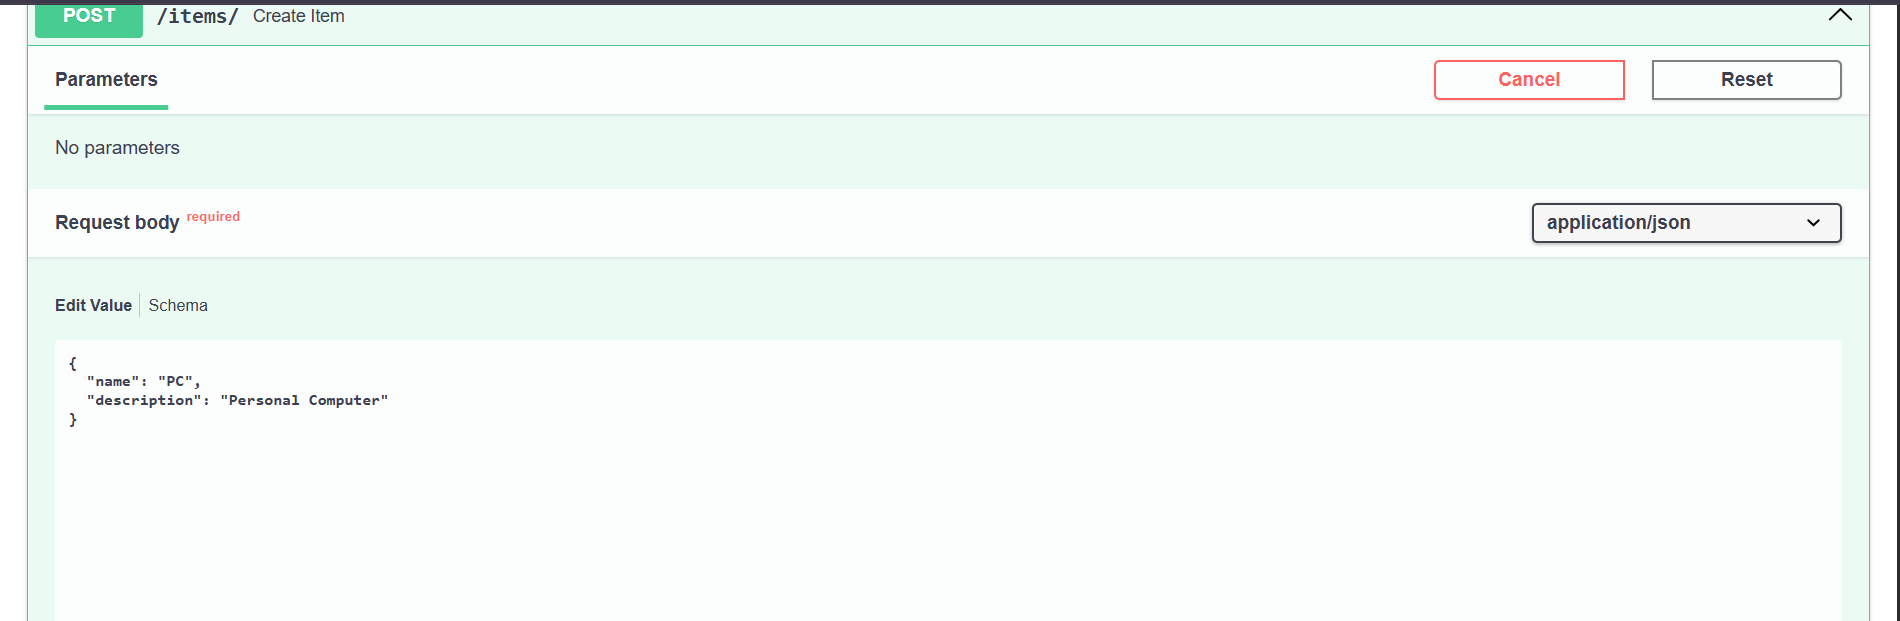 POST /items/ Create Item
Parameters Cancel Reset
No parameters
Request body required application/json
Edit Value Schema
{
"name": "PC",
"description": "Personal Computer"
}